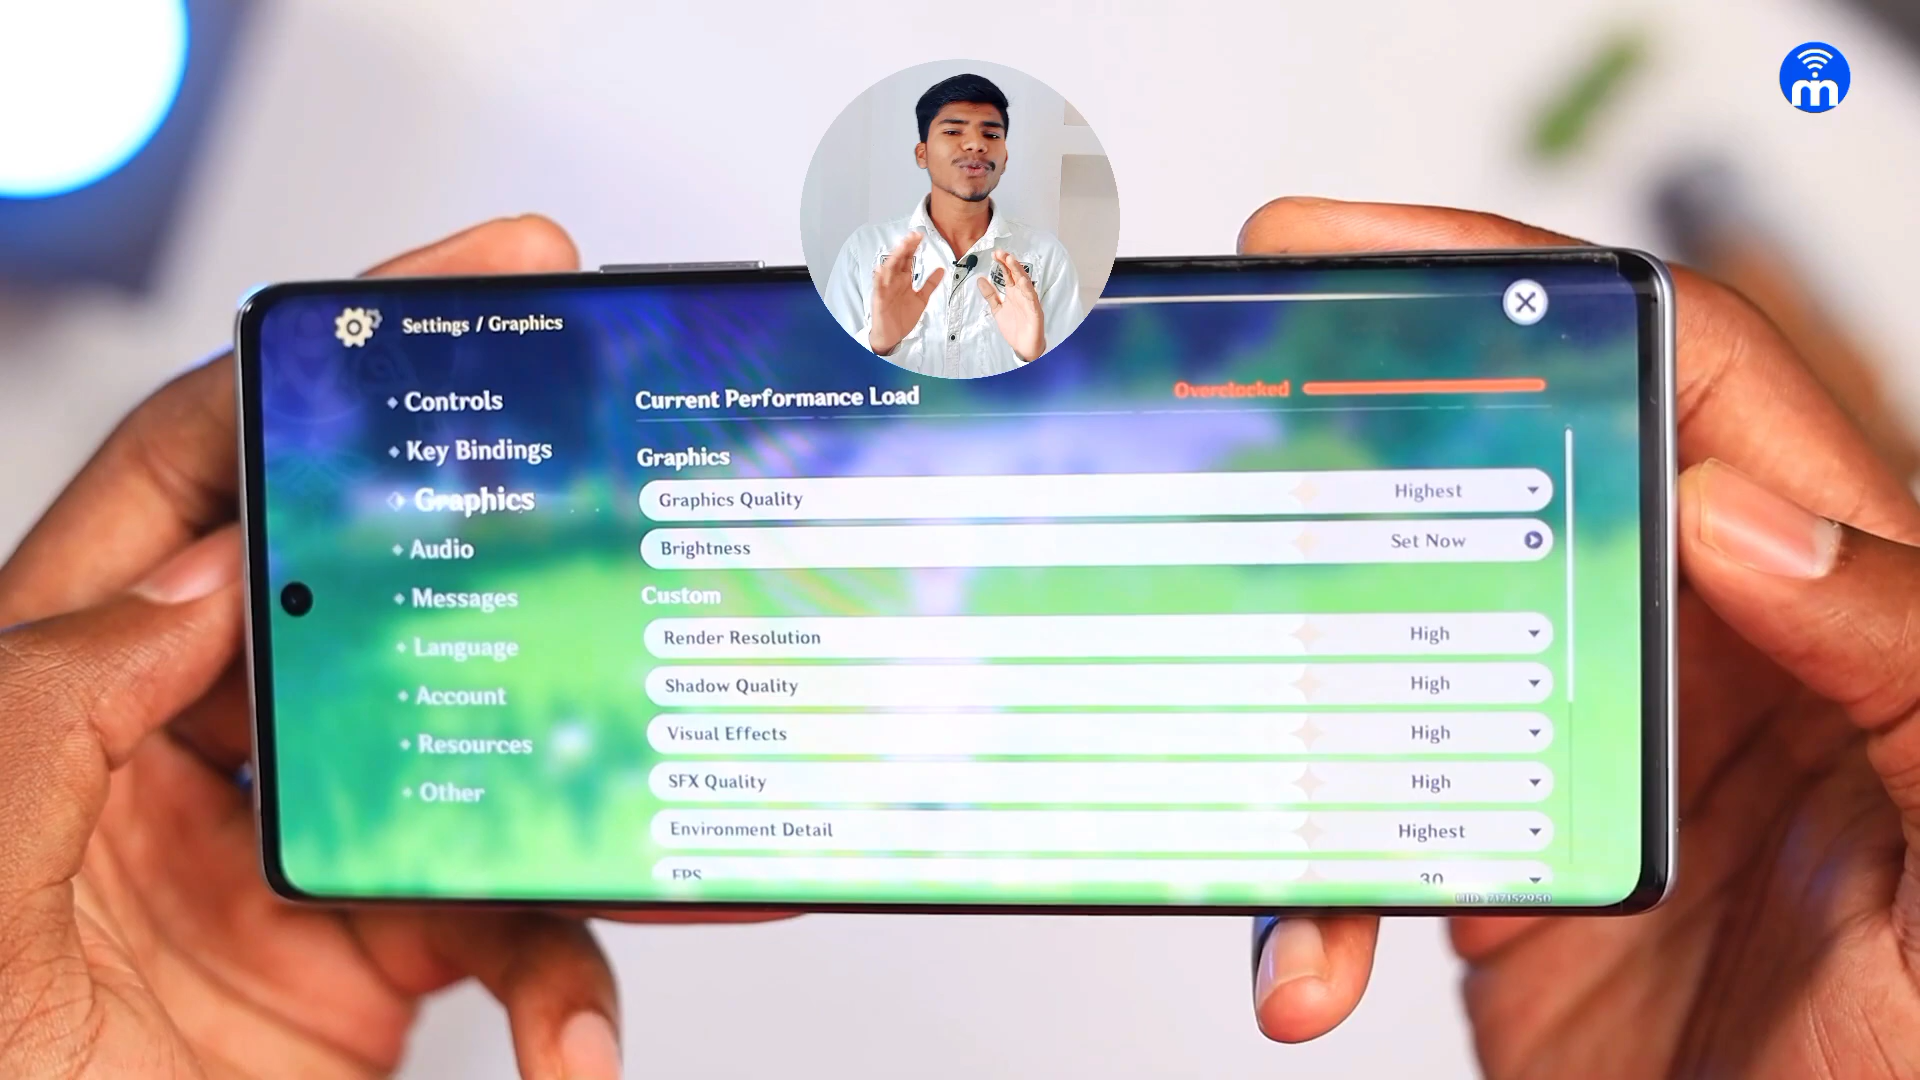 Settings / Graphics
Controls
Key Bindings
Graphics
Audio
Messages
Language
Account
Resources
Other
Current Performance Load
Overclocked
Graphics
Graphics Quality
Highest
Brightness
Set Now
Custom
Render Resolution
High
Shadow Quality
High
Visual Effects
High
SFX Quality
High
Environment Detail
Highest
FPS
30
UID: 717152950
m